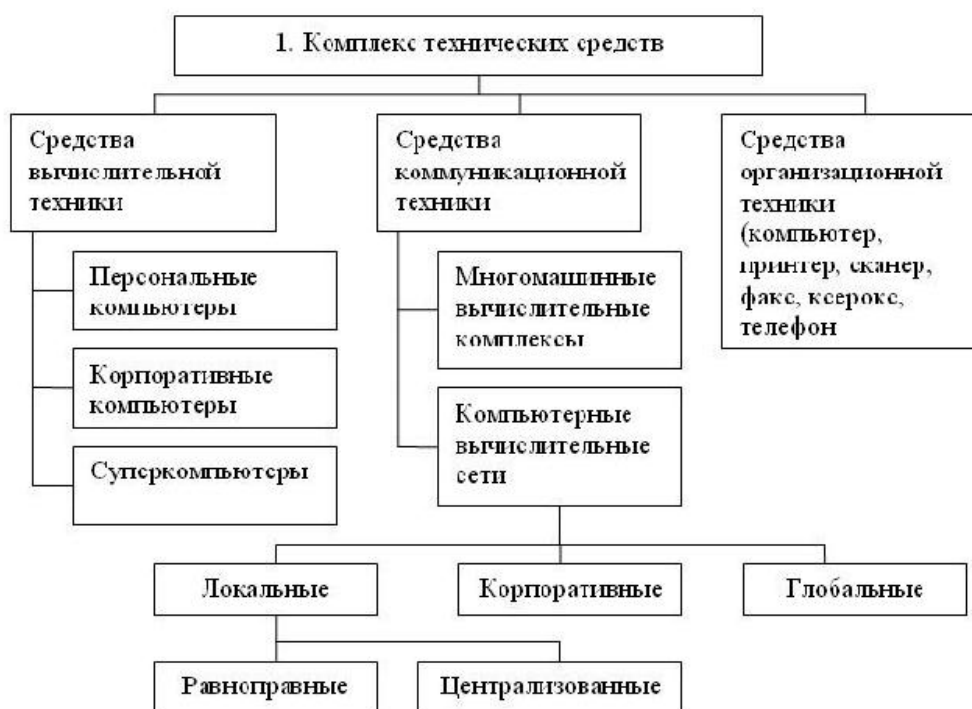 1. Комплекс технических средств
Средства
вычислительной
техники
Средства
коммуникационной
техники
Средства
организационной
техники
(компьютер,
принтер, сканер,
факс, ксерокс,
телефон
Персональные
компьютеры
Корпоративные
компьютеры
Суперкомпьютеры
Многомашинные
вычислительные
комплексы
Компьютерные
вычислительные
сети
Локальные
Корпоративные
Глобальные
Равноправные
Централизованные